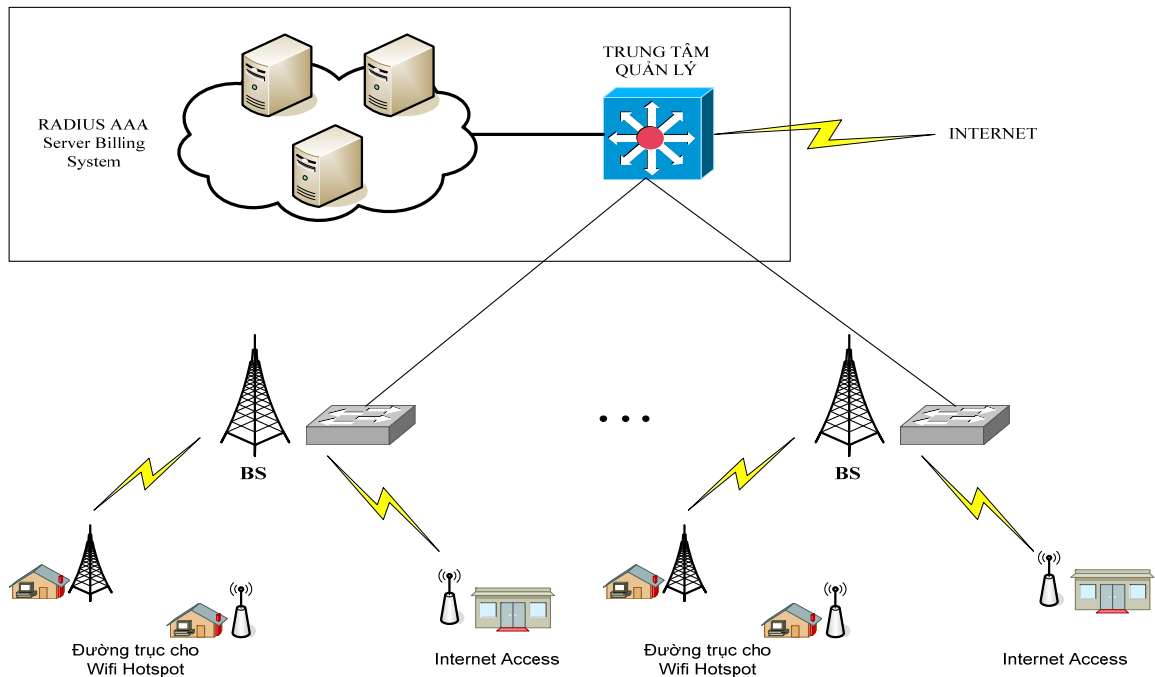 TRUNG TÂM
QUẢN LÝ
RADIUS AAA
Server Billing
System
INTERNET
BS
BS
Đường trục cho
Wifi Hotspot
Internet Access
Đường trục cho
Wifi Hotspot
Internet Access